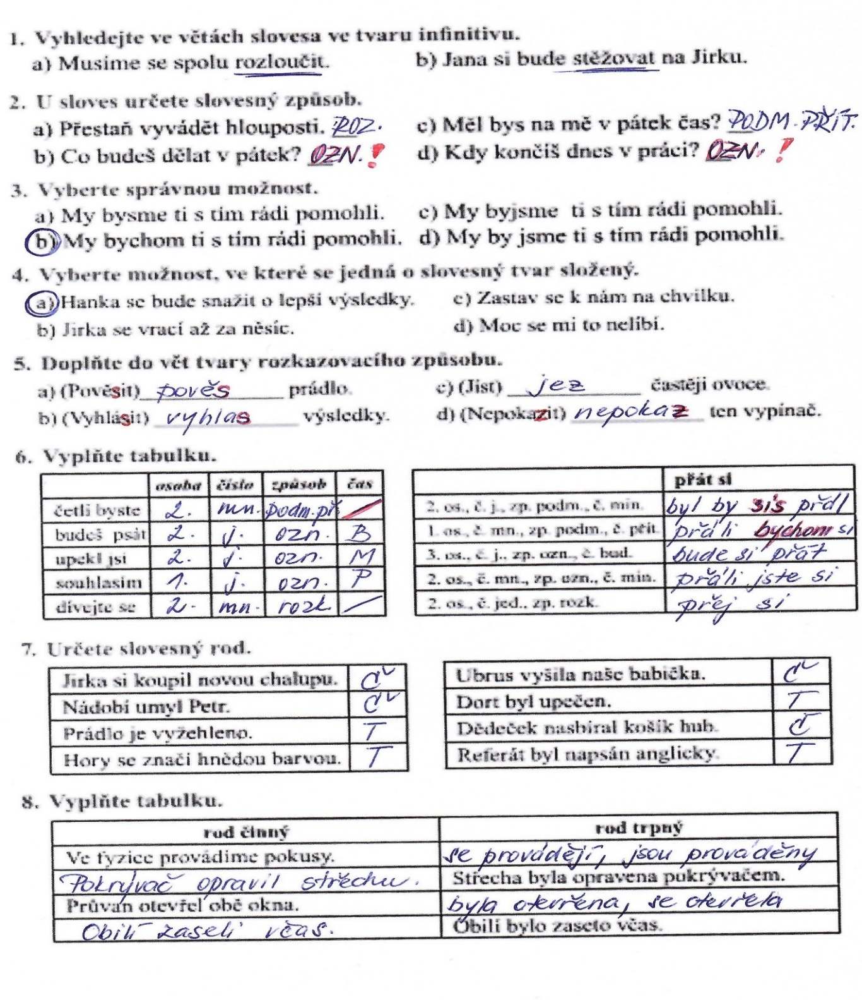 1. Vyhledejte ve větách slovesa ve tvaru infinitivu.
a) Musíme se spolu rozloučit. b) Jana si bude stěžovat na Jirku.
2. U sloves určete slovesný způsob.
a) Přestaň vyvádět hlouposti. ROZ. c) Měl bys na mě v pátek čas? PODM. PŘÍT.
b) Co budeš dělat v pátek? OZN. ! d) Kdy končíš dnes v práci? OZN. !
3. Vyberte správnou možnost.
a) My bysme ti s tím rádi pomohli. c) My byjsme ti s tím rádi pomohli.
b) My bychom ti s tím rádi pomohli. d) My by jsme ti s tím rádi pomohli.
4. Vyberte možnost, ve které se jedná o slovesný tvar složený.
a) Hanka se bude snažit o lepší výsledky. c) Zastav se k nám na chvilku.
b) Jirka se vrací až za něsíc. d) Moc se mi to nelíbí.
5. Doplňte do vět tvary rozkazovacího způsobu.
a) (Pověsit) pověs prádlo. c) (Jíst) jez častěji ovoce.
b) (Vyhlásit) vyhlas výsledky. d) (Nepokazit) nepokaz ten vypínač.
6. Vyplňte tabulku.
osoba číslo způsob čas přát si
četli byste 2. mn. podm. př. / 2. os., č. j., zp. podm., č. min. byl by sis přál
budeš psát 2. j. ozn. B 1. os., č. mn., zp. podm., č. přít. přáli bychom si
upekl jsi 2. j. ozn. M 3. os., č. j., zp. ozn., č. bud. bude si přát
souhlasím 1. j. ozn. P 2. os., č. mn., zp. ozn., č. min. přáli jste si
dívejte se 2. mn. rozk. / 2. os., č. jed., zp. rozk. přej si
7. Určete slovesný rod.
Jirka si koupil novou chalupu. Č Ubrus vyšila naše babička. Č
Nádobí umyl Petr. Č Dort byl upečen. T
Prádlo je vyžehleno. T Dědeček nasbíral košík hub. Č
Hory se značí hnědou barvou. T Referát byl napsán anglicky. T
8. Vyplňte tabulku.
rod činný rod trpný
Ve fyzice provádíme pokusy. se provádějí, jsou prováděny
Pokrývač opravil střechu. Střecha byla opravena pokrývačem.
Průvan otevřel obě okna. byla otevřena, se otevřela
Obilí zaseli včas. Obilí bylo zaseto včas.